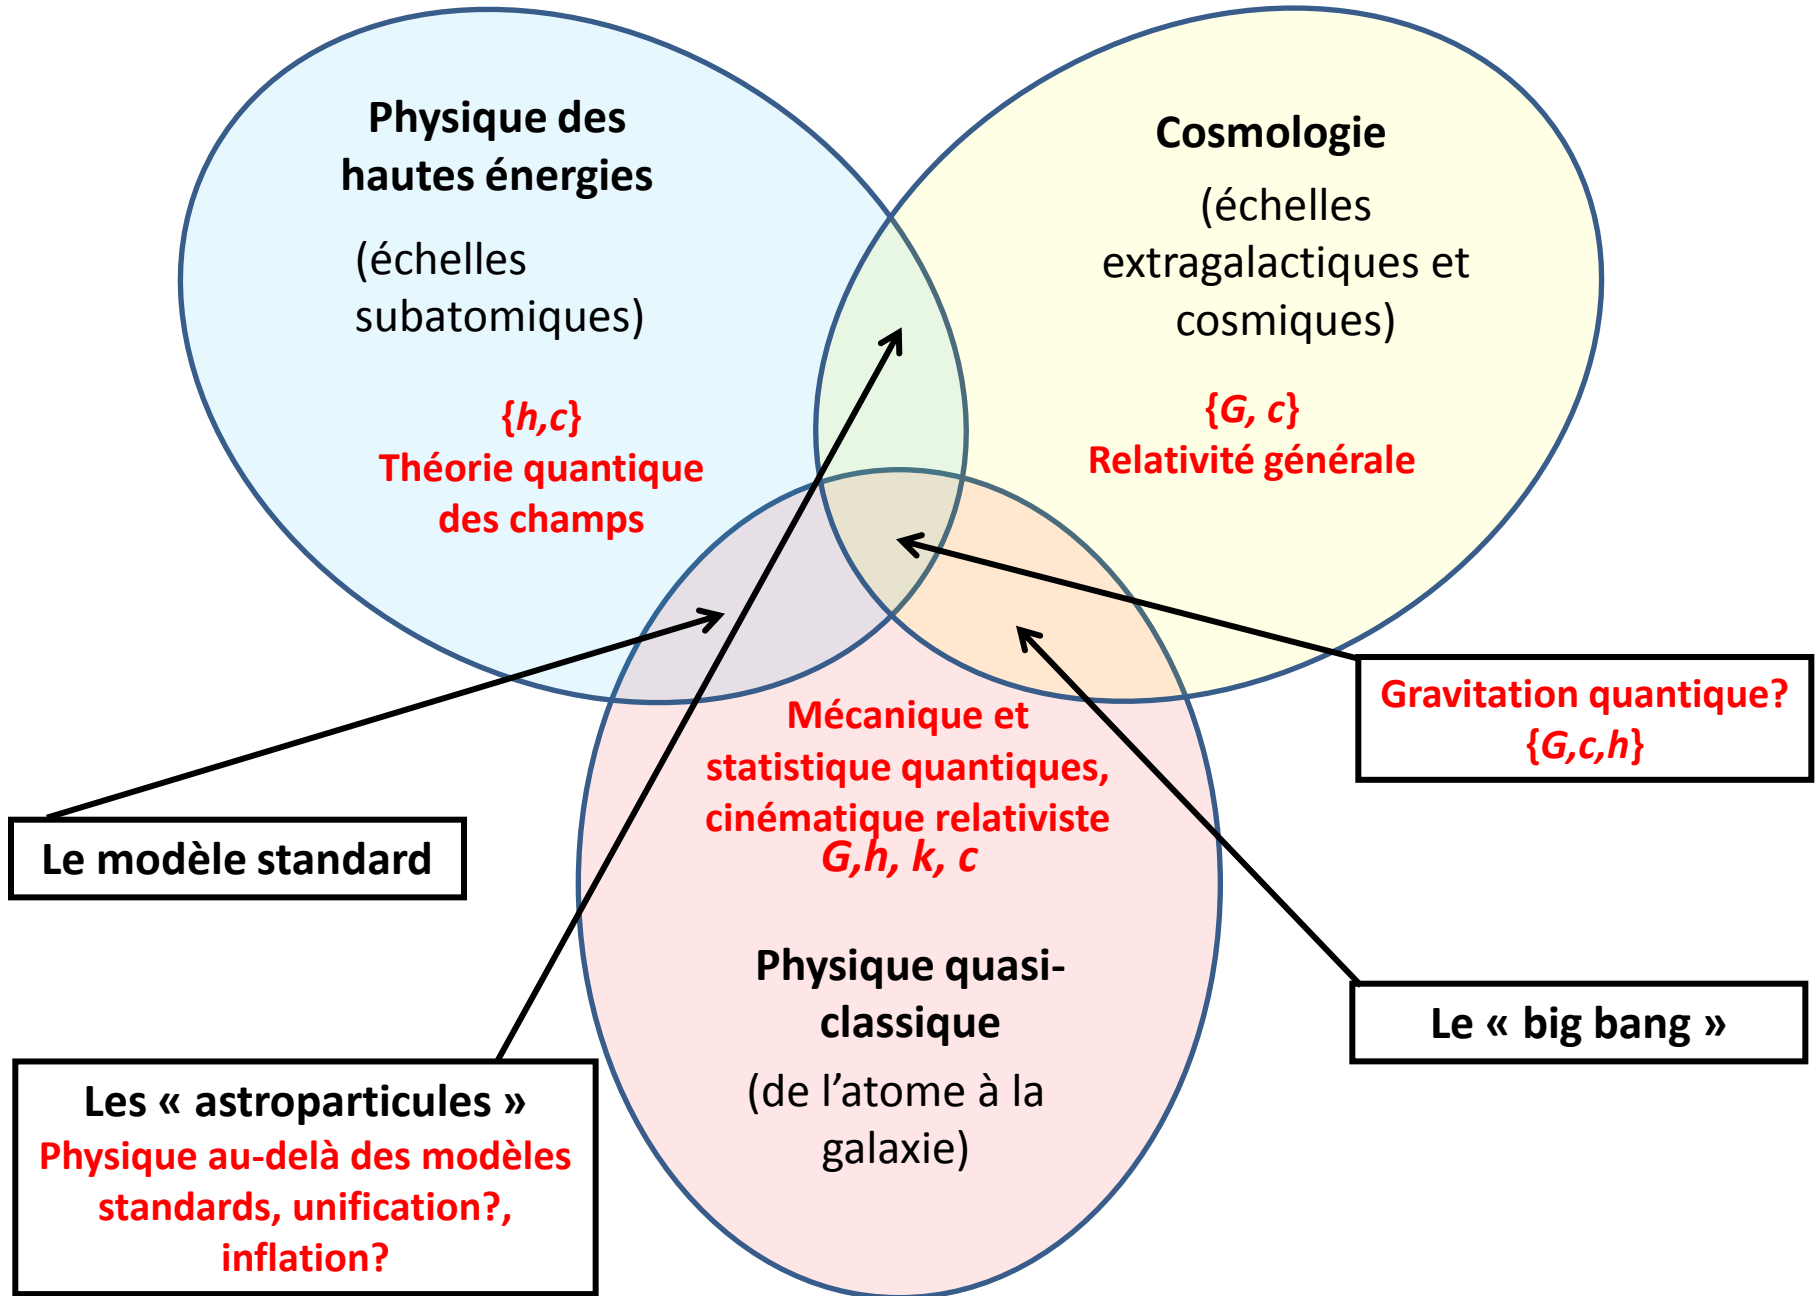 Physique des
hautes énergies
(échelles
subatomiques)
{h,c}
Théorie quantique
des champs
Cosmologie
(échelles
extragalactiques et
cosmiques)
{G, c}
Relativité générale
Mécanique et
statistique quantiques,
cinématique relativiste
G,h, k, c
Physique quasi-
classique
(de l’atome à la
galaxie)
Gravitation quantique?
{G,c,h}
Le modèle standard
Le « big bang »
Les « astroparticules »
Physique au-delà des modèles
standards, unification?,
inflation?